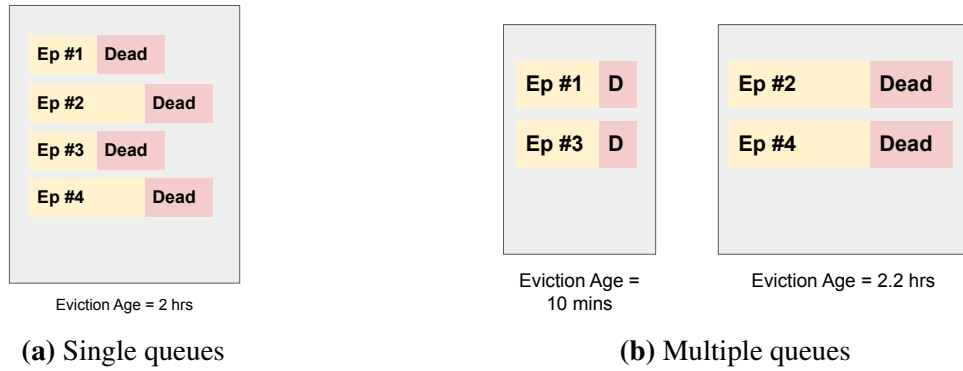 Ep #1 Dead
Ep #2 Dead
Ep #3 Dead
Ep #4 Dead
Eviction Age = 2 hrs
(a) Single queues
Ep #1 D
Ep #3 D
Eviction Age =
10 mins
Ep #2 Dead
Ep #4 Dead
Eviction Age = 2.2 hrs
(b) Multiple queues